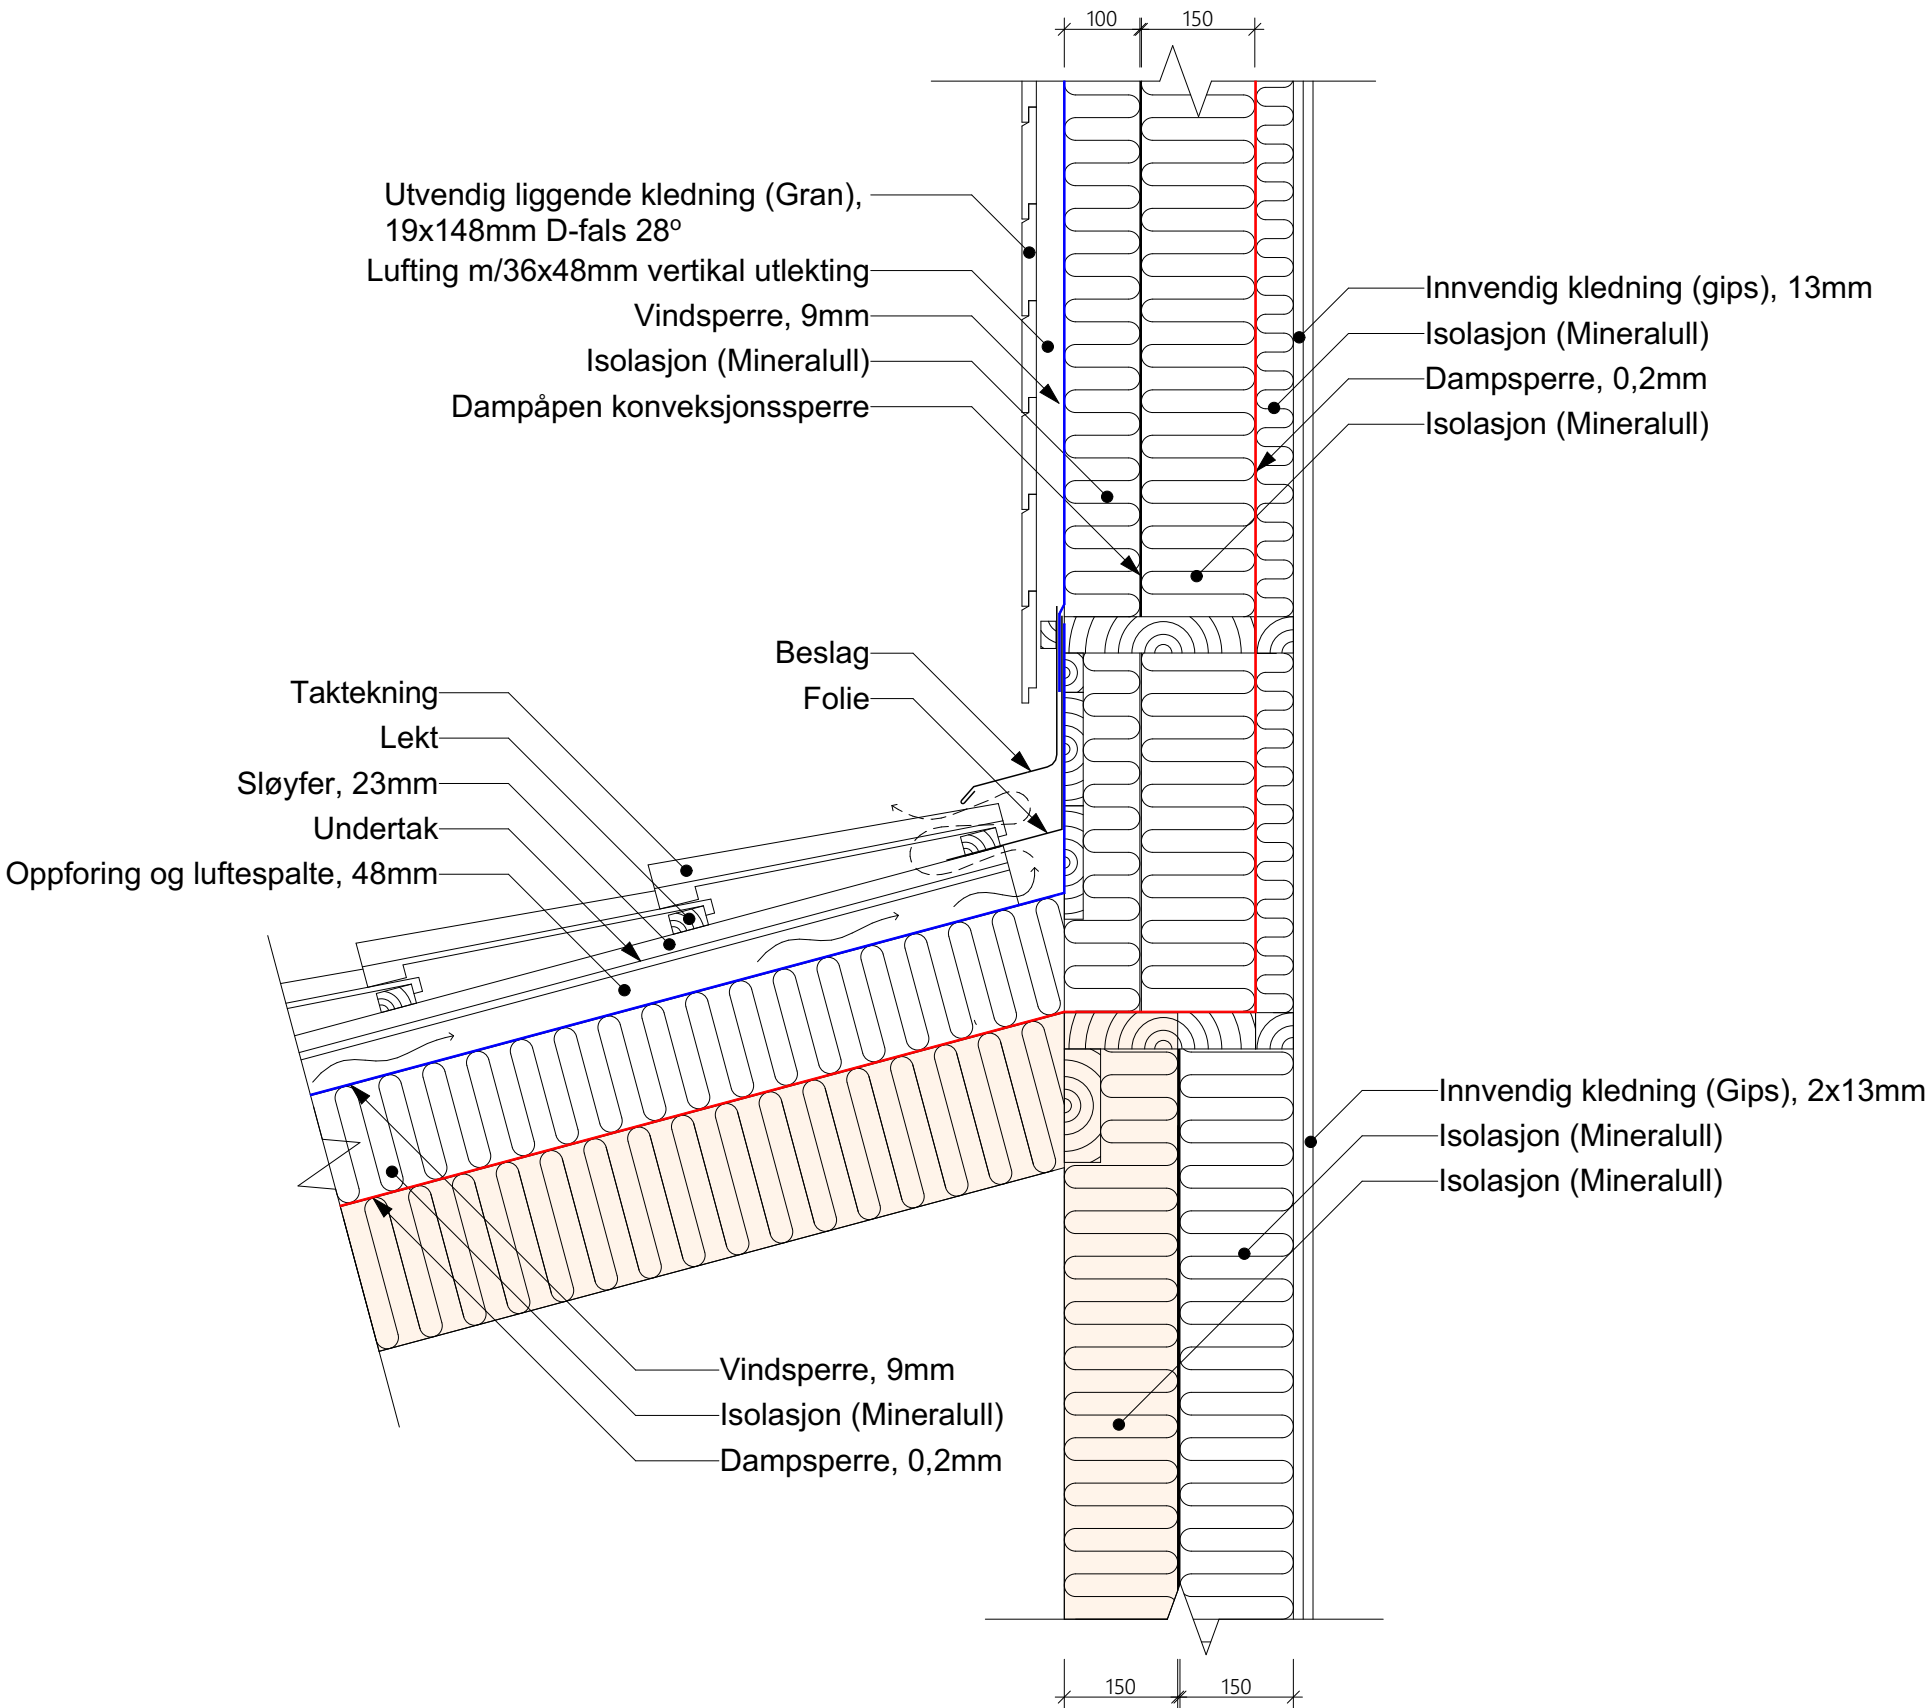 100
150
Utvendig liggende kledning (Gran),
19x148mm D-fals 28º
Lufting m/36x48mm vertikal utlekting
Vindsperre, 9mm
Isolasjon (Mineralull)
Dampåpen konveksjonssperre
Innvendig kledning (gips), 13mm
Isolasjon (Mineralull)
Dampsperre, 0,2mm
Isolasjon (Mineralull)
Beslag
Folie
Taktekning
Lekt
Sløyfer, 23mm
Undertak
Oppforing og luftespalte, 48mm
Innvendig kledning (Gips), 2x13mm
Isolasjon (Mineralull)
Isolasjon (Mineralull)
Vindsperre, 9mm
Isolasjon (Mineralull)
Dampsperre, 0,2mm
150
150